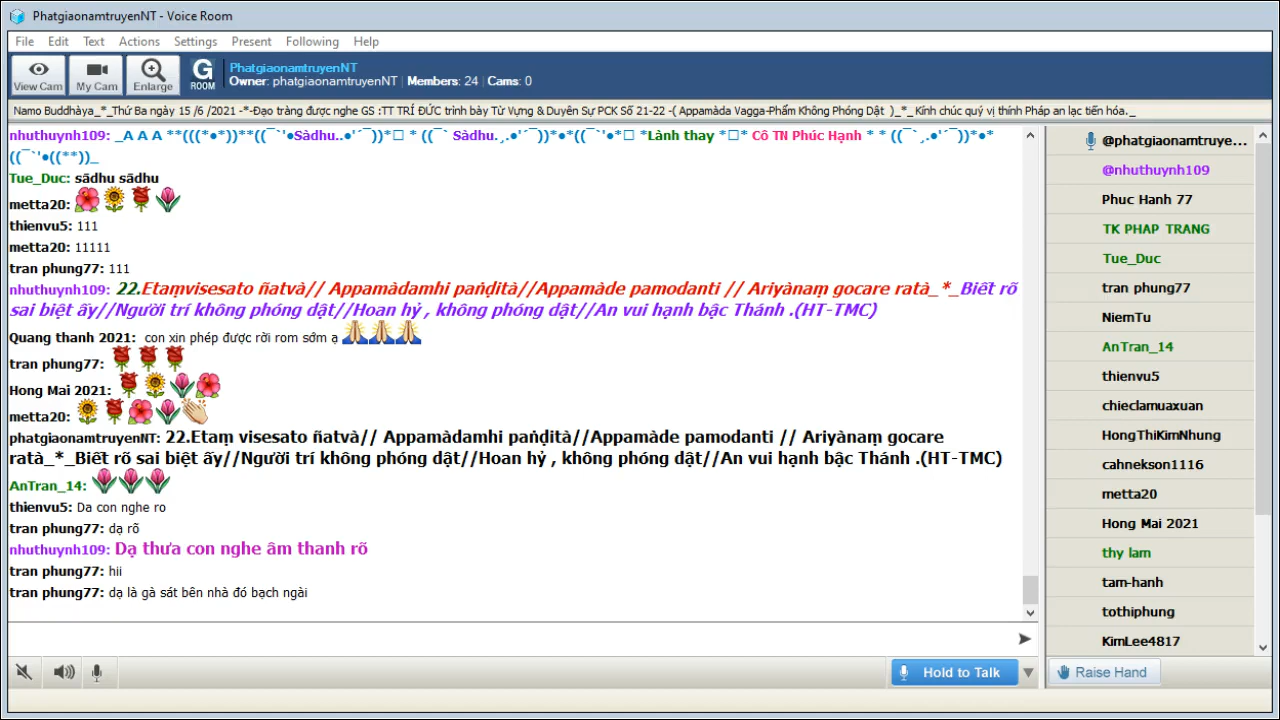 PhatgiaonamtruyenNT - Voice Room
File Edit Text Actions Settings Present Following Help
View Cam My Cam Enlarge G ROOM PhatgiaonamtruyenNT
Owner: phatgiaonamtruyenNT | Members: 24 | Cams: 0
Namo Buddhàya_*_Thứ Ba ngày 15 /6 /2021 -*-Đạo tràng được nghe GS :TT TRÍ ĐỨC trình bày Từ Vựng & Duyên Sự PCK Số 21-22 -( Appamàda Vagga-Phẩm Không Phóng Dật )_*_ Kính chúc quý vị thính Pháp an lạc tiến hóa._
nhuthuynh109: _A A A **(((*●*))**((¯`'●Sàdhu..●'´¯))*□ * ((¯` Sàdhu.¸.●'´¯))*●*((¯`'●*□ *Lành thay *□* Cô TN Phúc Hạnh * * ((¯`¸.●'´¯))*●*
((¯`'●((**))_
Tue_Duc: sādhu sādhu
metta20:
thienvu5: 111
metta20: 11111
tran phung77: 111
nhuthuynh109: 22.Etaṃvisesato ñatvà// Appamàdamhi paṇḍità//Appamàde pamodanti // Ariyànaṃ gocare ratà_*_Biết rõ
sai biệt ấy//Người trí không phóng dật//Hoan hỷ , không phóng dật//An vui hạnh bậc Thánh .(HT-TMC)
Quang thanh 2021: con xin phép được rời rom sớm ạ
tran phung77:
Hong Mai 2021:
metta20:
phatgiaonamtruyenNT: 22.Etaṃ visesato ñatvà// Appamàdamhi paṇḍità//Appamàde pamodanti // Ariyànaṃ gocare
ratà_*_Biết rõ sai biệt ấy//Người trí không phóng dật//Hoan hỷ , không phóng dật//An vui hạnh bậc Thánh .(HT-TMC)
AnTran_14:
thienvu5: Da con nghe ro
tran phung77: dạ rõ
nhuthuynh109: Dạ thưa con nghe âm thanh rõ
tran phung77: hii
tran phung77: dạ là gà sát bên nhà đó bạch ngài
@phatgiaonamtruye...
@nhuthuynh109
Phuc Hanh 77
TK PHAP TRANG
Tue_Duc
tran phung77
NiemTu
AnTran_14
thienvu5
chieclamuaxuan
HongThiKimNhung
cahnekson1116
metta20
Hong Mai 2021
thy lam
tam-hanh
tothiphung
KimLee4817
Hold to Talk
Raise Hand